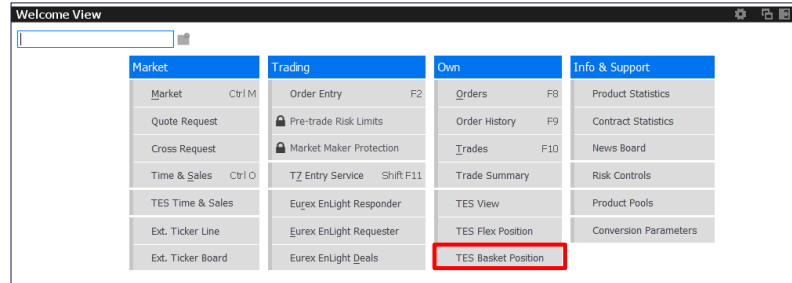 Welcome View
Market Trading Own Info & Support
Market Ctrl M Order Entry F2 Orders F8 Product Statistics
Quote Request Pre-trade Risk Limits Order History F9 Contract Statistics
Cross Request Market Maker Protection Trades F10 News Board
Time & Sales Ctrl O T7 Entry Service Shift F11 Trade Summary Risk Controls
TES Time & Sales Eurex EnLight Responder TES View Product Pools
Ext. Ticker Line Eurex EnLight Requester TES Flex Position Conversion Parameters
Ext. Ticker Board Eurex EnLight Deals TES Basket Position